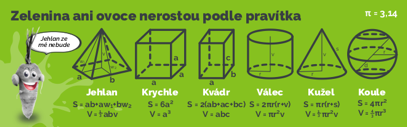 Zelenina ani ovoce nerostou podle pravítka
π = 3,14
Jehlan ze
mě nebude
a
b
a
a
a
a
b
c
Jehlan
S = ab+aw₁+bw₂
V = ⅓abv
Krychle
S = 6a²
V = a³
Kvádr
S = 2(ab+ac+bc)
V = abc
Válec
S = 2πr(r+v)
V = πr²v
Kužel
S = πr(r+s)
V = ⅓πr²v
Koule
S = 4πr²
V = ⁴⁄₃πr³